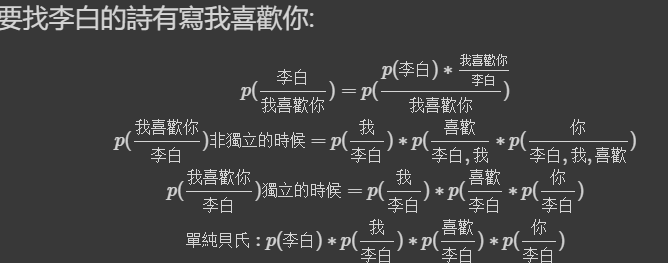 要找李白的詩有寫我喜歡你:
p(李白/我喜歡你) = p(p(李白) * 我喜歡你/李白/我喜歡你)
p(我喜歡你/李白)非獨立的時候 = p(我/李白) * p(喜歡/李白, 我 * p(你/李白, 我, 喜歡)
p(我喜歡你/李白)獨立的時候 = p(我/李白) * p(喜歡/李白 * p(你/李白)
單純貝氏 : p(李白) * p(我/李白) * p(喜歡/李白) * p(你/李白)